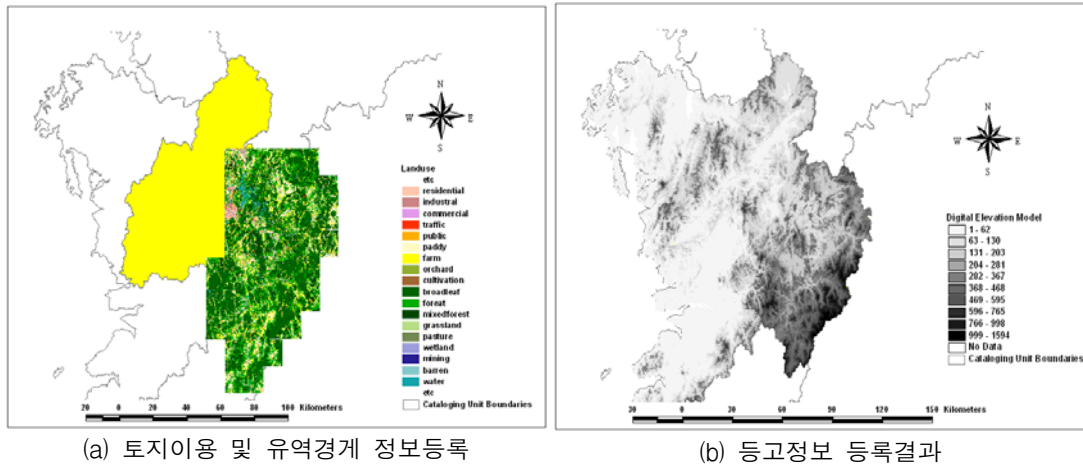 N
W E
S
Landuse
etc
residential
industral
commercial
traffic
public
paddy
farm
orchard
cultivation
broadleaf
foreat
mixedforest
grassland
pasture
wetland
mining
barren
water
etc
Cataloging Unit Boundaries
20 0 20 40 60 80 100 Kilometers
(a) 토지이용 및 유역경게 정보등록
N
W E
S
Digital Elevation Model
1 - 62
63 - 130
131 - 203
204 - 281
282 - 367
368 - 468
469 - 595
596 - 765
766 - 998
999 - 1594
No Data
Cataloging Unit Boundaries
30 0 30 60 90 120 150 Kilometers
(b) 등고정보 등록결과